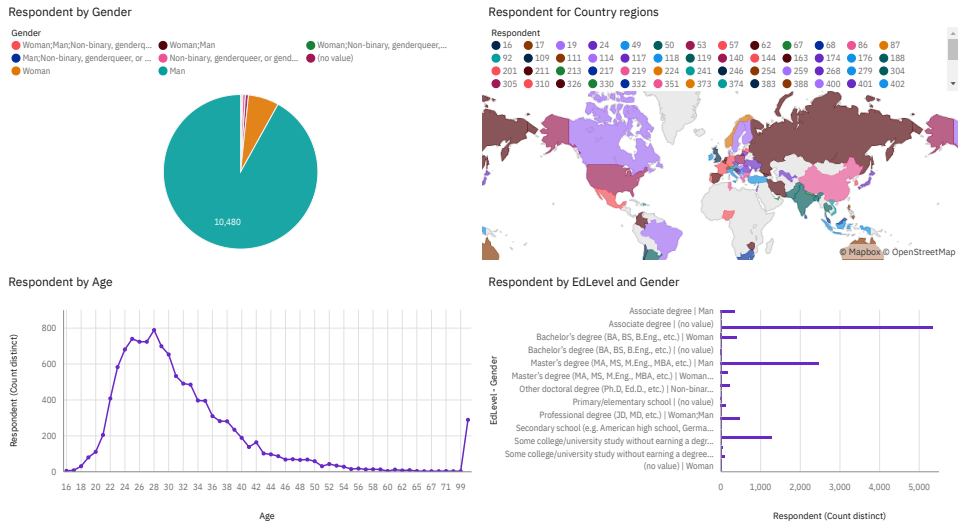 Respondent by Gender
Gender
Woman;Man;Non-binary, genderq...
Woman;Man
Woman;Non-binary, genderqueer,...
Man;Non-binary, genderqueer, or ...
Non-binary, genderqueer, or gend...
(no value)
Woman
Man
10,480
Respondent for Country regions
Respondent
16 17 19 24 49 50 53 57 62 67 68 86 87
92 109 111 114 117 118 119 140 144 163 174 176 188
201 211 213 217 219 224 241 246 254 259 268 279 304
305 310 326 330 332 351 373 374 383 388 400 401 402
© Mapbox © OpenStreetMap
Respondent by Age
Respondent (Count distinct)
800
600
400
200
0
16 18 20 22 24 26 28 30 32 34 36 38 40 42 44 46 48 50 52 54 56 58 60 62 65 67 71 99
Age
Respondent by EdLevel and Gender
EdLevel - Gender
Associate degree | Man
Associate degree | (no value)
Bachelor's degree (BA, BS, B.Eng., etc.) | Woman
Bachelor's degree (BA, BS, B.Eng., etc.) | (no value)
Master's degree (MA, MS, M.Eng., MBA, etc.) | Man
Master's degree (MA, MS, M.Eng., MBA, etc.) | Woman...
Other doctoral degree (Ph.D, Ed.D., etc.) | Non-binar...
Primary/elementary school | (no value)
Professional degree (JD, MD, etc.) | Woman;Man
Secondary school (e.g. American high school, Germa...
Some college/university study without earning a degr...
Some college/university study without earning a degree...
(no value) | Woman
0 1,000 2,000 3,000 4,000 5,000
Respondent (Count distinct)